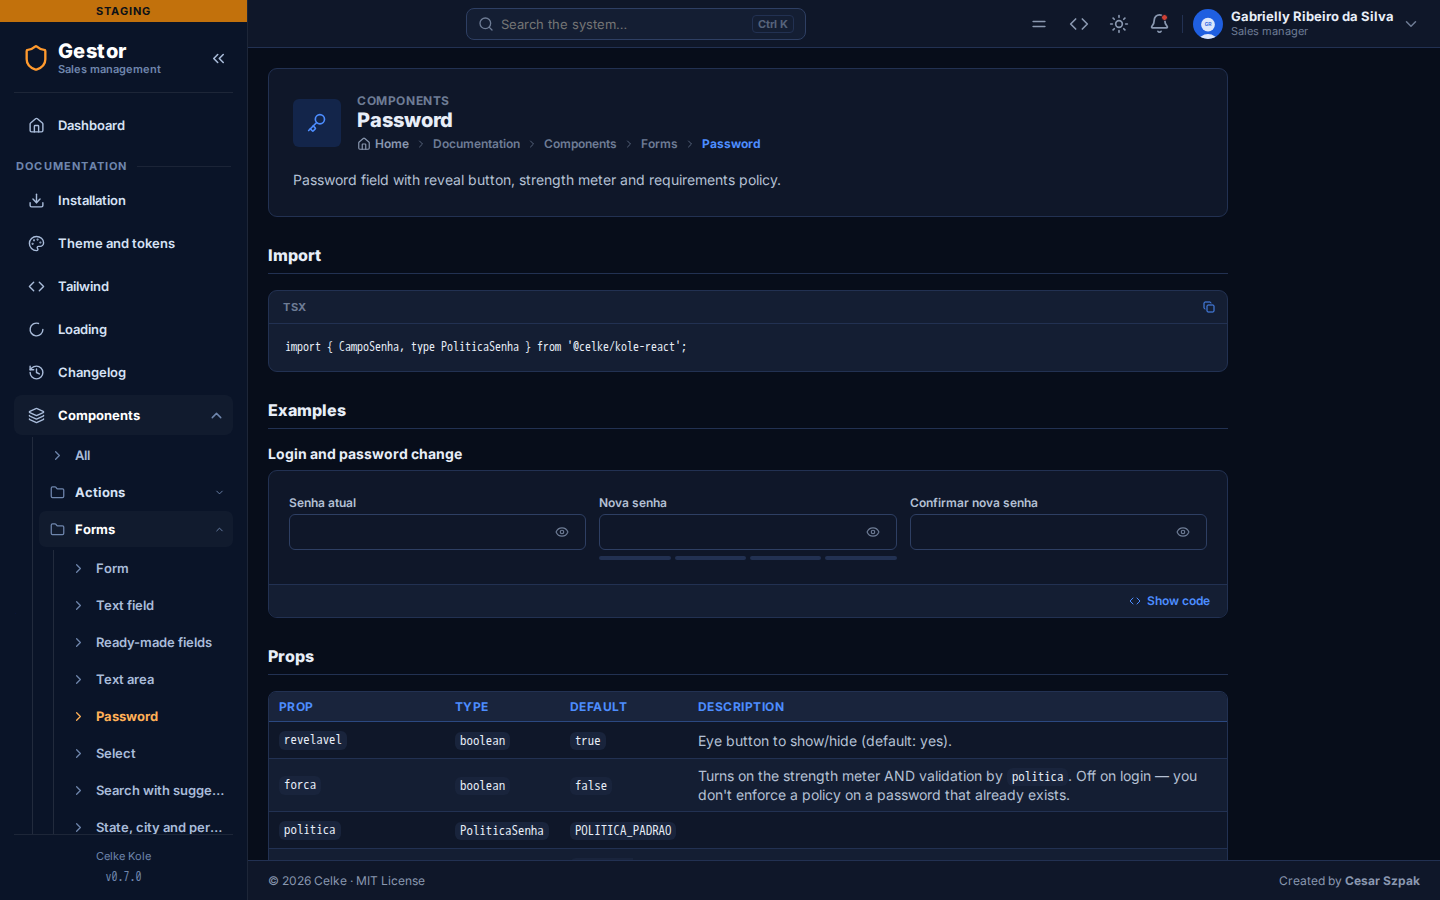 STAGING
Gestor
Sales management
Dashboard
DOCUMENTATION
Installation
Theme and tokens
Tailwind
Loading
Changelog
Components
All
Actions
Forms
Form
Text field
Ready-made fields
Text area
Password
Select
Search with sugge...
State, city and per...
Celke Kole
v0.7.0
Search the system...
Ctrl K
GR
Gabrielly Ribeiro da Silva
Sales manager
COMPONENTS
Password
Home > Documentation > Components > Forms > Password
Password field with reveal button, strength meter and requirements policy.
Import
TSX
import { CampoSenha, type PoliticaSenha } from '@celke/kole-react';
Examples
Login and password change
Senha atual
Nova senha
Confirmar nova senha
Show code
Props
PROP TYPE DEFAULT DESCRIPTION
revelavel boolean true Eye button to show/hide (default: yes).
forca boolean false Turns on the strength meter AND validation by politica. Off on login — you
don't enforce a policy on a password that already exists.
politica PoliticaSenha POLITICA_PADRAO
© 2026 Celke · MIT License
Created by Cesar Szpak